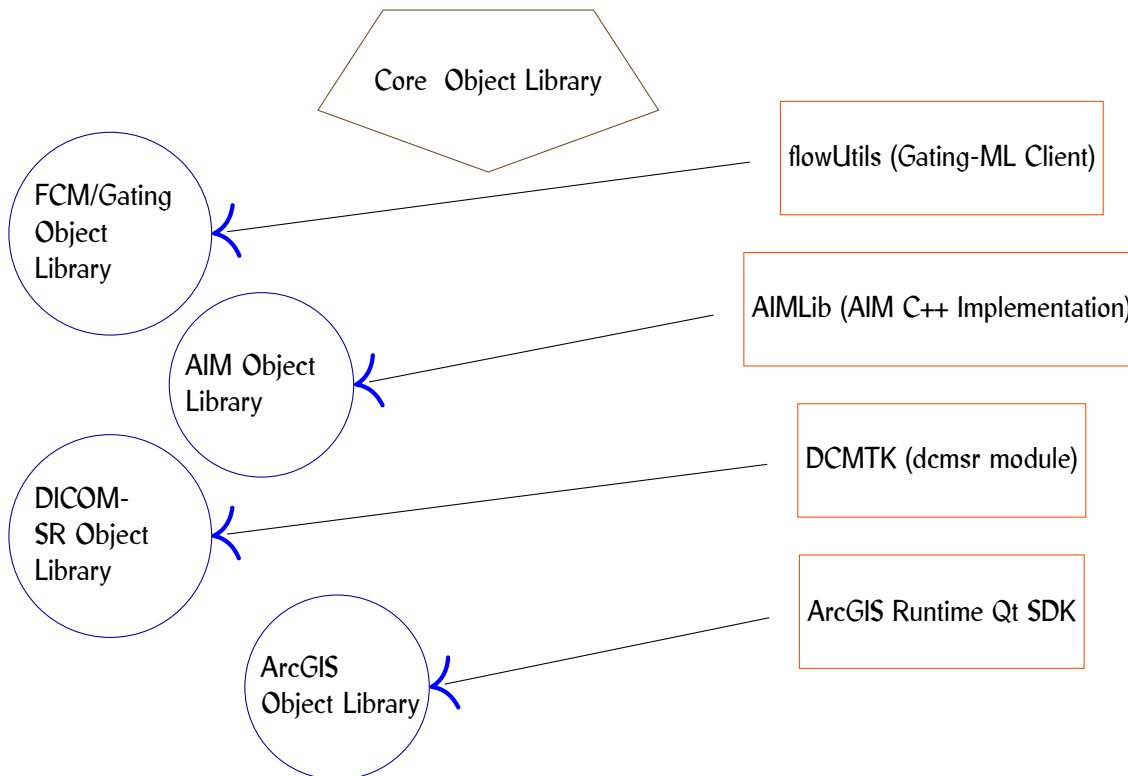 Core  Object Library
flowUtils (Gating-ML Client)
FCM/Gating
Object
Library
AIMLib (AIM C++ Implementation)
AIM Object
Library
DCMTK (dcmsr module)
DICOM-
SR Object
Library
ArcGIS Runtime Qt SDK
ArcGIS
Object Library